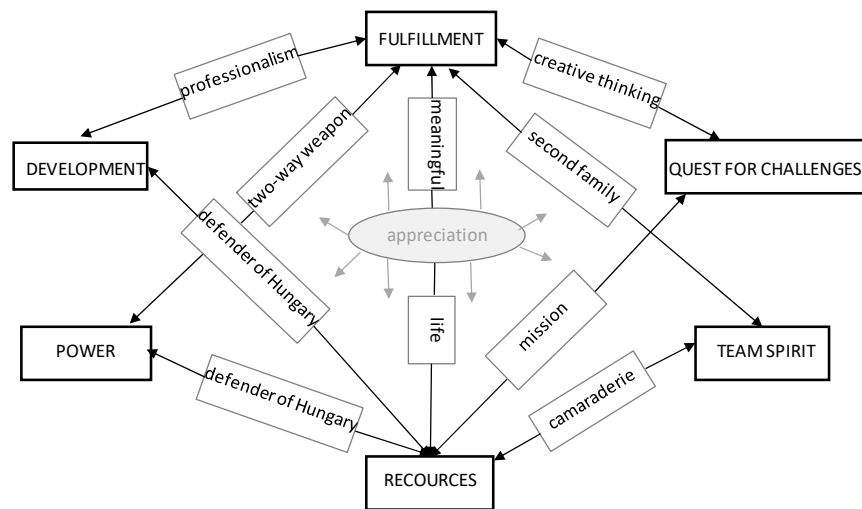 FULFILLMENT
professionalism
creative thinking
two-way weapon
meaningful
second family
DEVELOPMENT
QUEST FOR CHALLENGES
defender of Hungary
appreciation
life
mission
POWER
TEAM SPIRIT
defender of Hungary
camaraderie
RECOURCES